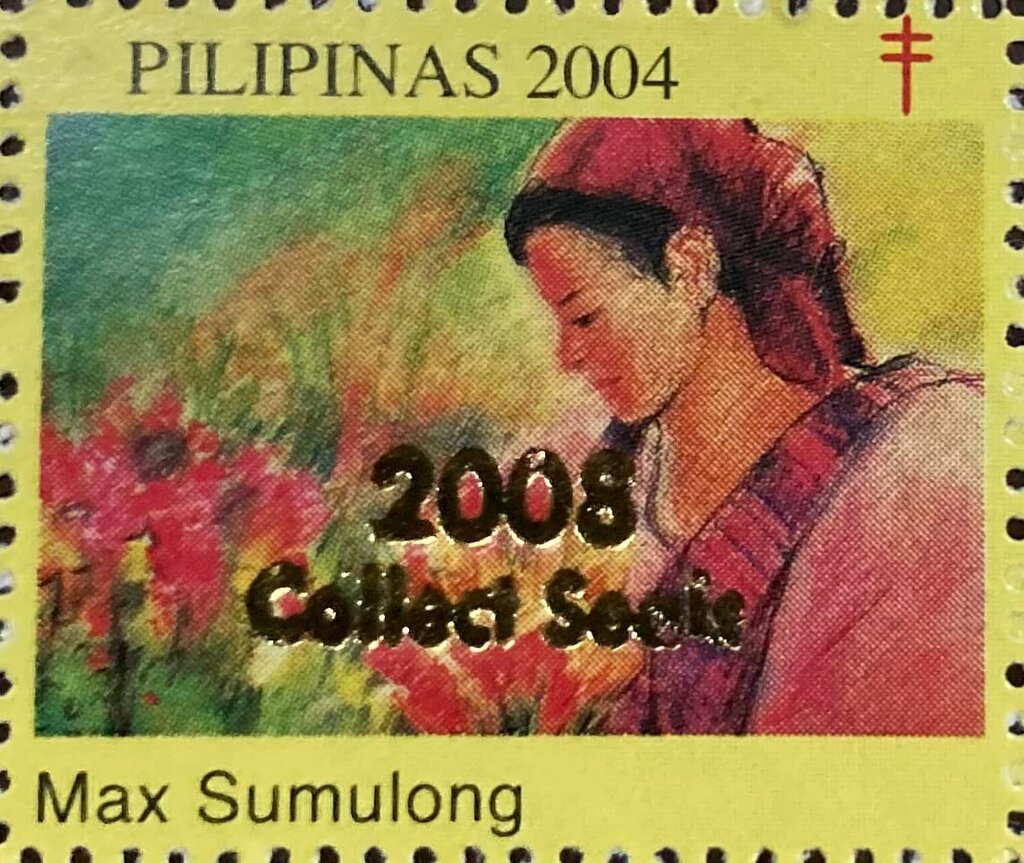 PILIPINAS 2004
2008
Collect Seals
Max Sumulong